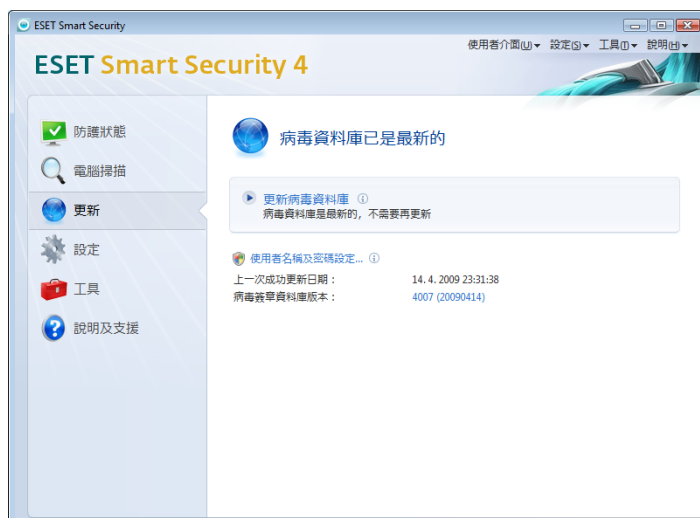 ESET Smart Security
使用者介面(U) 設定(S) 工具(T) 說明(H)
ESET Smart Security 4
防護狀態
電腦掃描
更新
設定
工具
說明及支援
病毒資料庫已是最新的
更新病毒資料庫
病毒資料庫是最新的，不需要再更新
使用者名稱及密碼設定...
上一次成功更新日期： 14. 4. 2009 23:31:38
病毒簽章資料庫版本： 4007 (20090414)